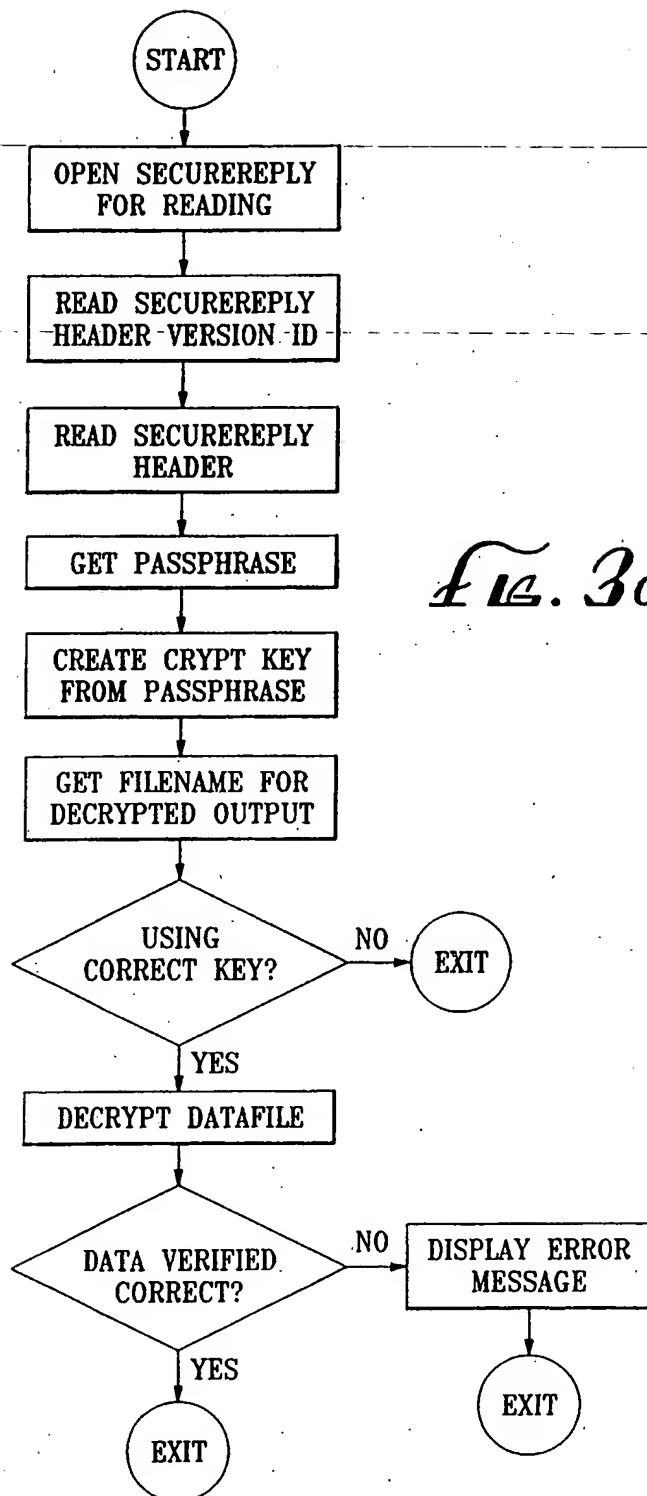 START
OPEN SECUREREPLY
FOR READING
READ SECUREREPLY
HEADER VERSION ID
READ SECUREREPLY
HEADER
GET PASSPHRASE
FIG. 3c
CREATE CRYPT KEY
FROM PASSPHRASE
GET FILENAME FOR
DECRYPTED OUTPUT
USING
CORRECT KEY?
NO
EXIT
YES
DECRYPT DATAFILE
DATA VERIFIED
CORRECT?
NO
DISPLAY ERROR
MESSAGE
YES
EXIT
EXIT